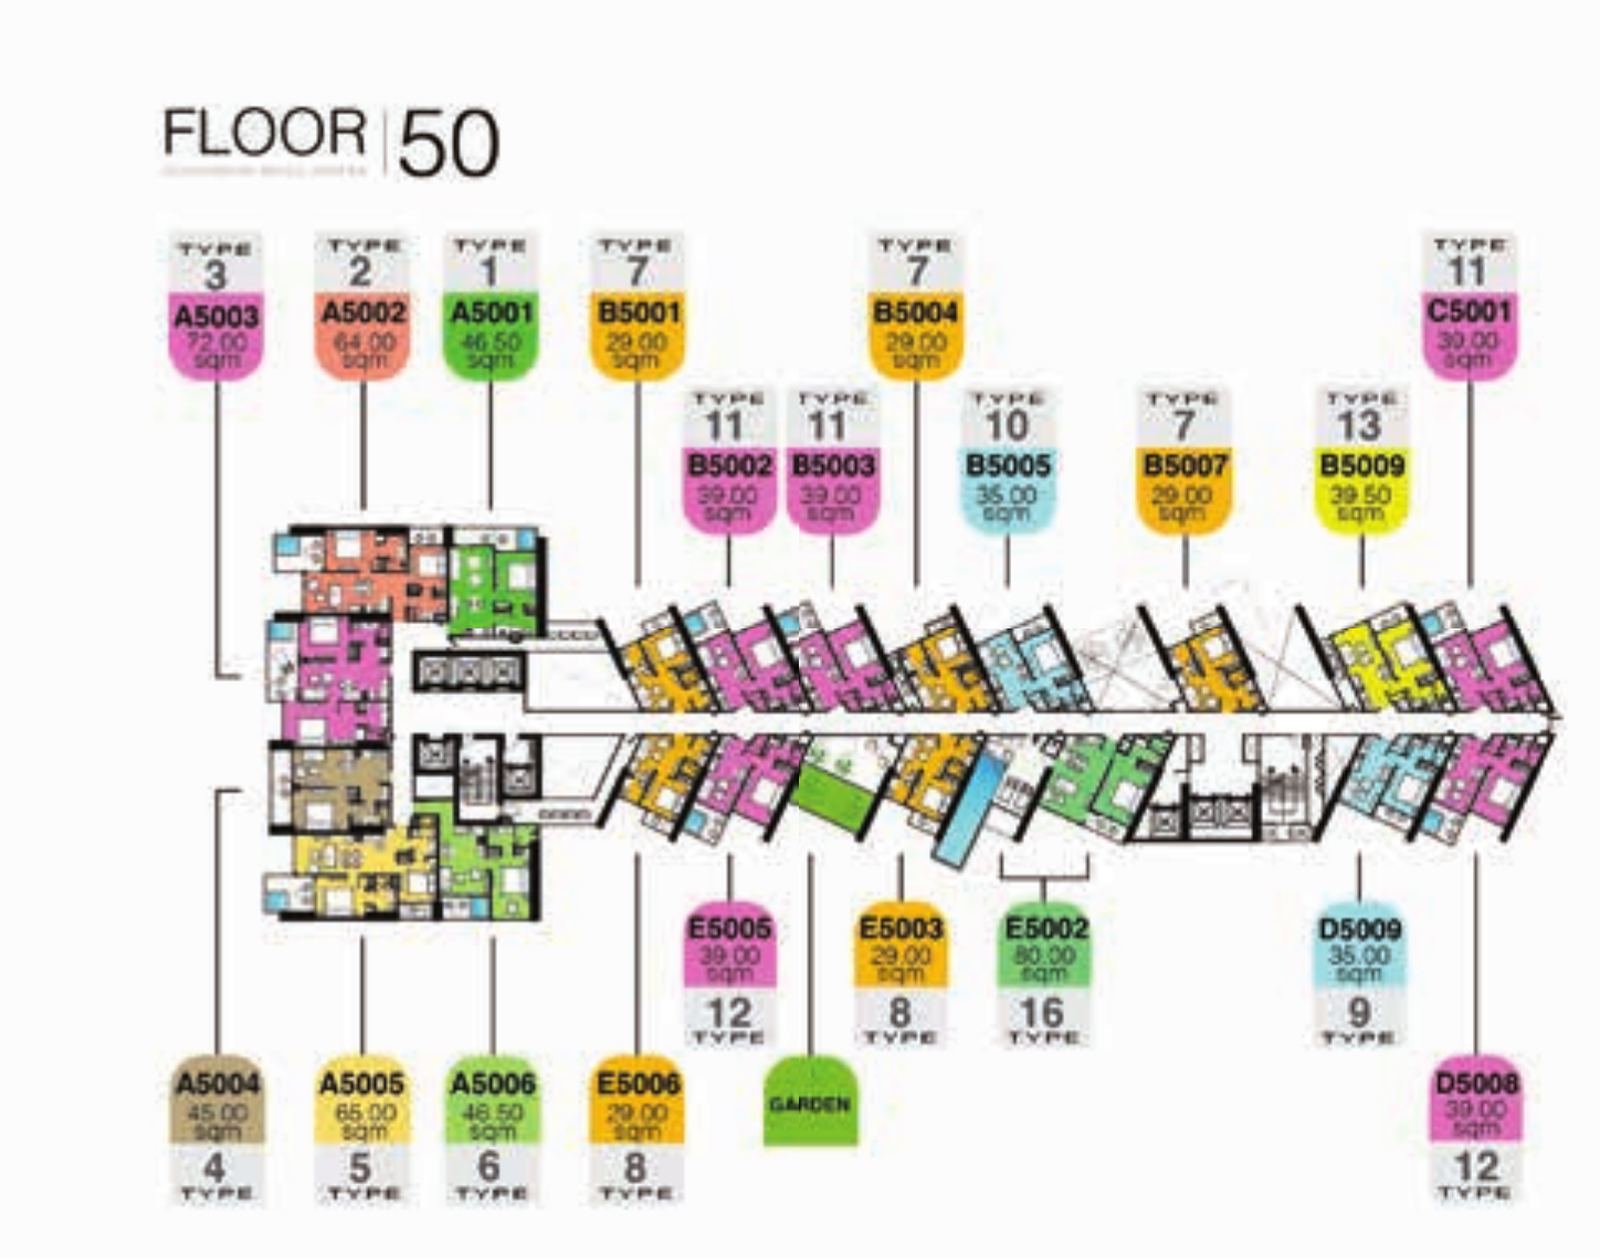 FLOOR 50
TYPE
3
A5003
72.00
sqm
TYPE
2
A5002
64.00
sqm
TYPE
1
A5001
46.50
sqm
TYPE
7
B5001
29.00
sqm
TYPE
7
B5004
29.00
sqm
TYPE
11
C5001
39.00
sqm
TYPE
11
B5002
39.00
sqm
TYPE
11
B5003
39.00
sqm
TYPE
10
B5005
35.00
sqm
TYPE
7
B5007
29.00
sqm
TYPE
13
B5009
39.50
sqm
E5005
39.00
sqm
12
TYPE
E5003
29.00
sqm
8
TYPE
E5002
80.00
sqm
16
TYPE
D5009
35.00
sqm
9
TYPE
A5004
45.00
sqm
4
TYPE
A5005
65.00
sqm
5
TYPE
A5006
46.50
sqm
6
TYPE
E5006
29.00
sqm
8
TYPE
GARDEN
D5008
39.00
sqm
12
TYPE